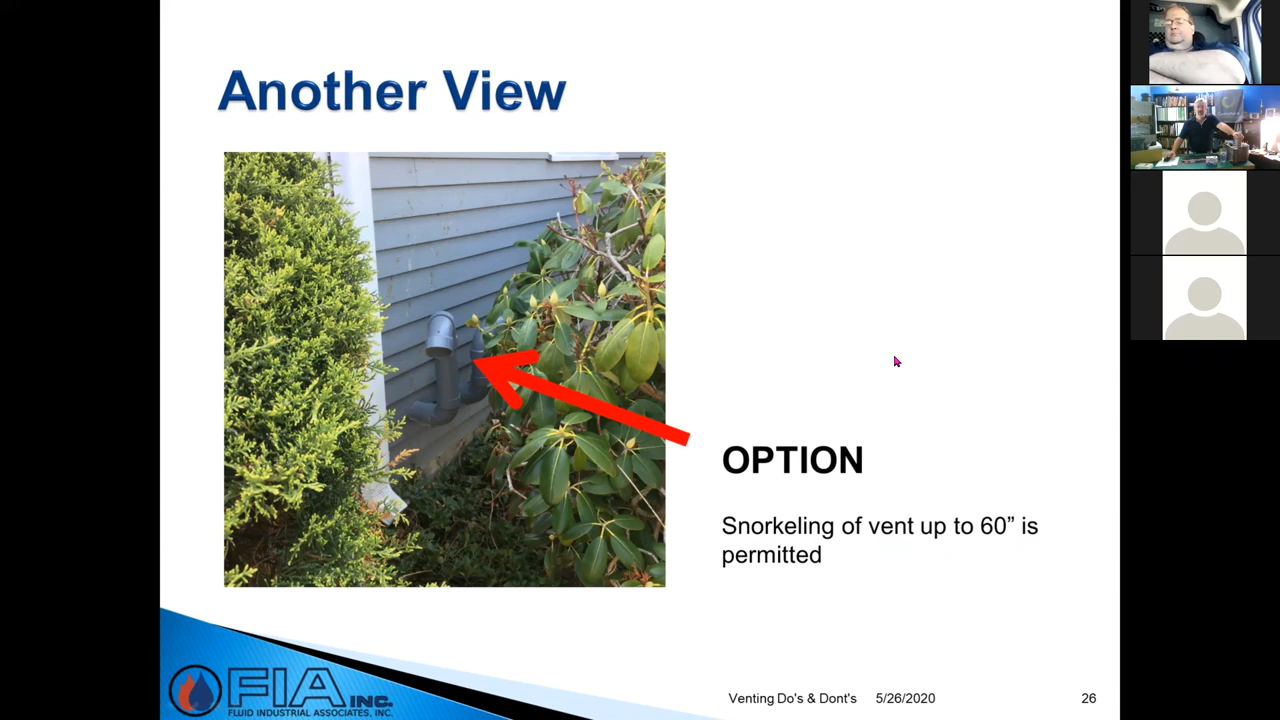 Another View
OPTION
Snorkeling of vent up to 60” is
permitted
FIA INC.
FLUID INDUSTRIAL ASSOCIATES, INC.
Venting Do's & Dont's 5/26/2020 26